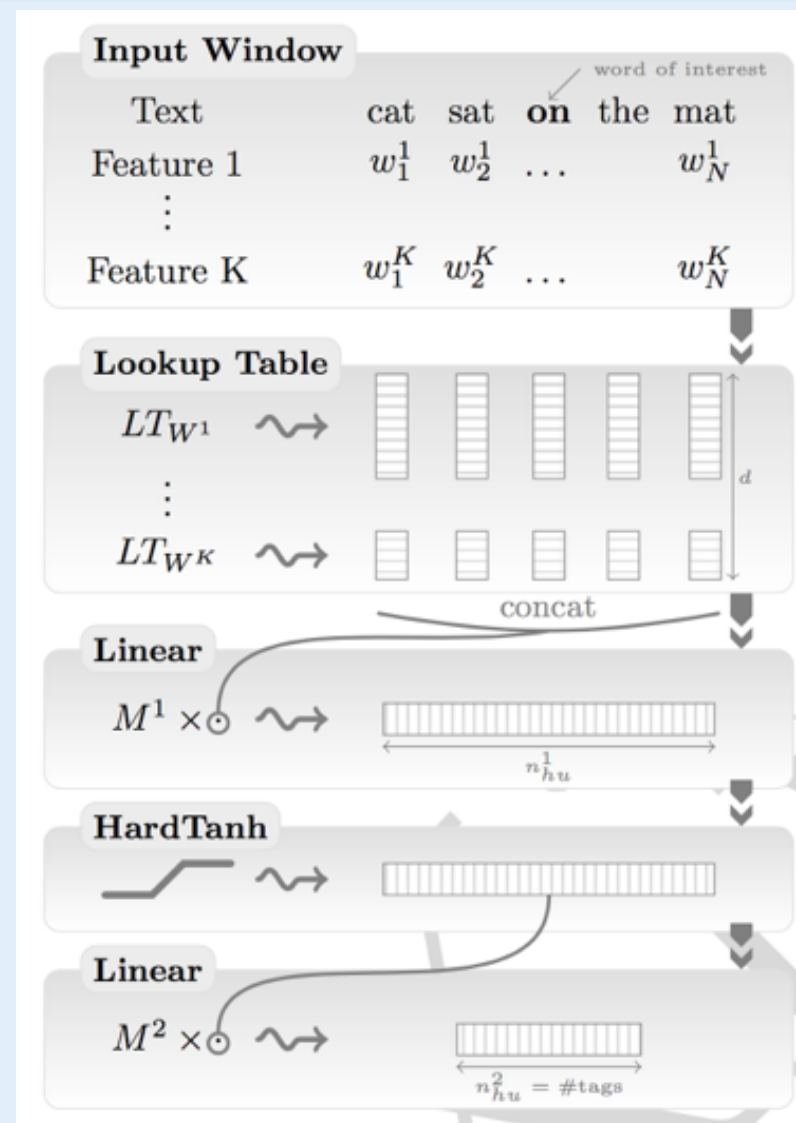 Input Window
word of interest
Text cat sat on the mat
Feature 1 w_1^1 w_2^1 ... w_N^1
⋮
Feature K w_1^K w_2^K ... w_N^K
Lookup Table
LT_{W^1}
d
⋮
LT_{W^K}
concat
Linear
M^1 × ⊙
n_{hu}^1
HardTanh
Linear
M^2 × ⊙
n_{hu}^2 = #tags